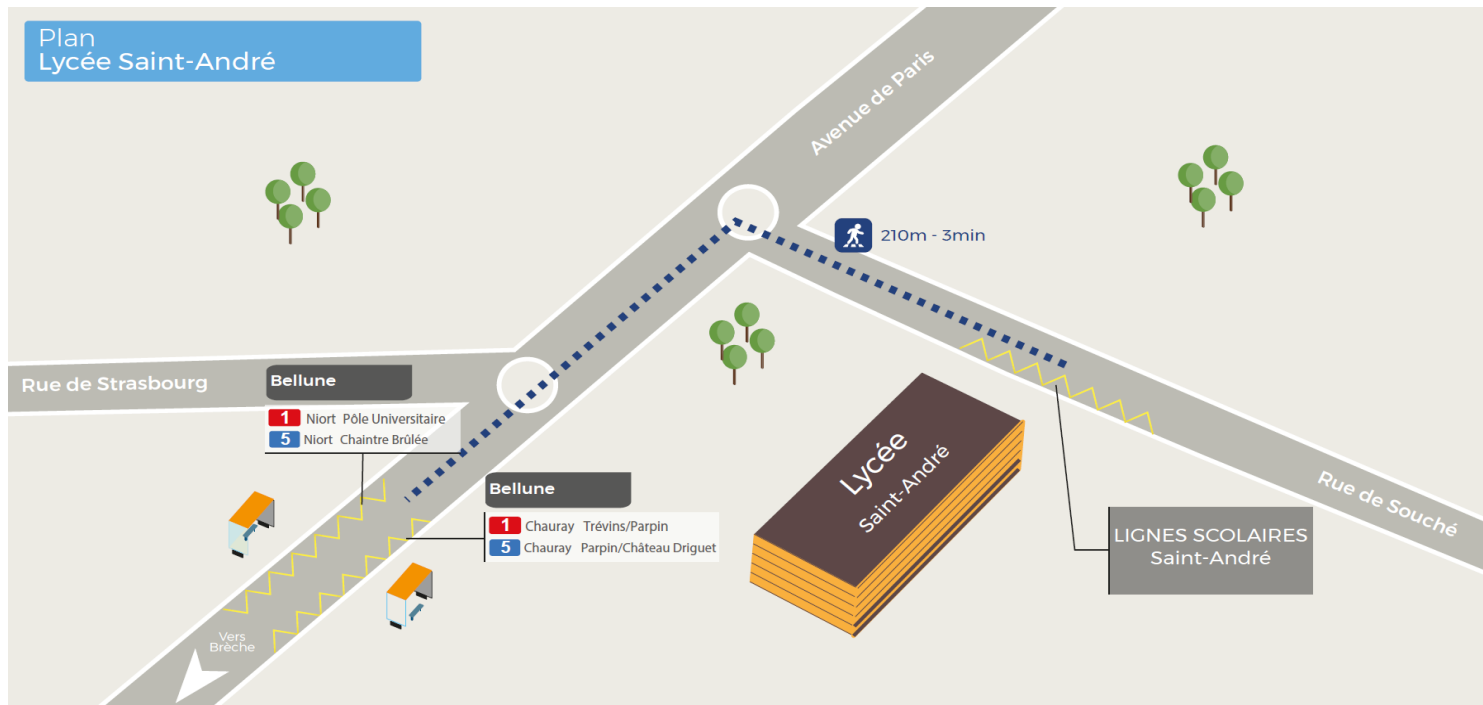 Plan
Lycée Saint-André
Avenue de Paris
210m - 3min
Rue de Strasbourg
Bellune
1 Niort Pôle Universitaire
5 Niort Chaintre Brûlée
Bellune
1 Chauray Trévins/Parpin
5 Chauray Parpin/Château Driguet
Lycée
Saint-André
Rue de Souché
LIGNES SCOLAIRES
Saint-André
Vers
Brèche